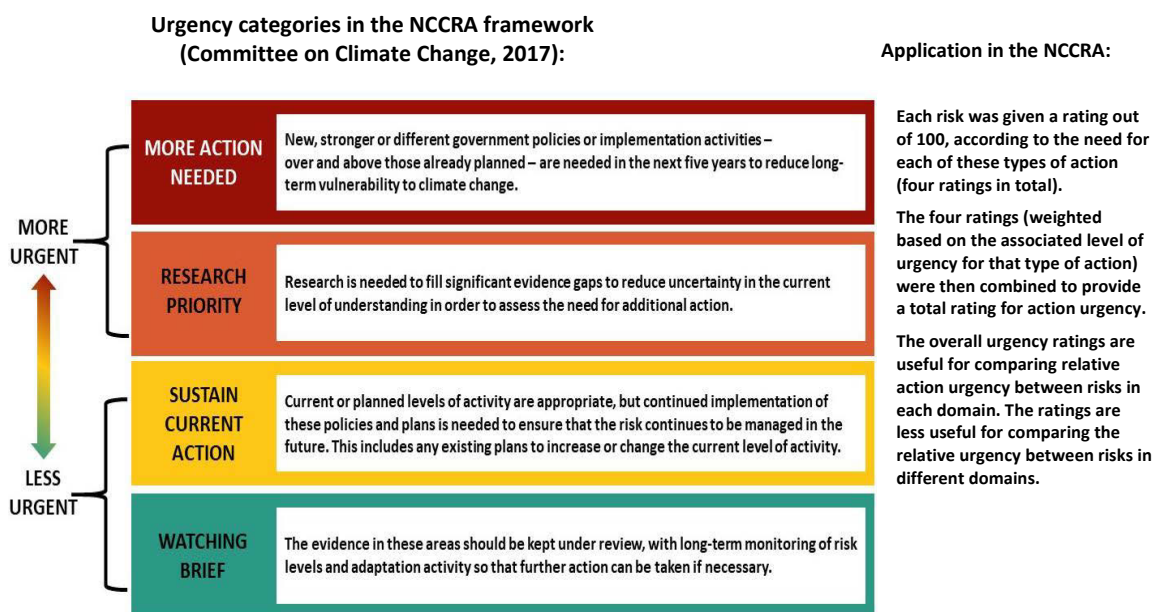 Urgency categories in the NCCRA framework
(Committee on Climate Change, 2017):
Application in the NCCRA:
MORE
URGENT
LESS
URGENT
MORE ACTION
NEEDED
New, stronger or different government policies or implementation activities –
over and above those already planned – are needed in the next five years to reduce long-
term vulnerability to climate change.
RESEARCH
PRIORITY
Research is needed to fill significant evidence gaps to reduce uncertainty in the current
level of understanding in order to assess the need for additional action.
SUSTAIN
CURRENT
ACTION
Current or planned levels of activity are appropriate, but continued implementation of
these policies and plans is needed to ensure that the risk continues to be managed in the
future. This includes any existing plans to increase or change the current level of activity.
WATCHING
BRIEF
The evidence in these areas should be kept under review, with long-term monitoring of risk
levels and adaptation activity so that further action can be taken if necessary.
Each risk was given a rating out
of 100, according to the need for
each of these types of action
(four ratings in total).
The four ratings (weighted
based on the associated level of
urgency for that type of action)
were then combined to provide
a total rating for action urgency.
The overall urgency ratings are
useful for comparing relative
action urgency between risks in
each domain. The ratings are
less useful for comparing the
relative urgency between risks in
different domains.